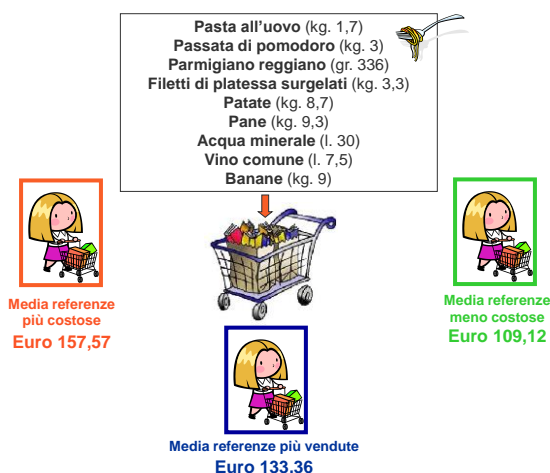 Pasta all'uovo (kg. 1,7)
Passata di pomodoro (kg. 3)
Parmigiano reggiano (gr. 336)
Filetti di platessa surgelati (kg. 3,3)
Patate (kg. 8,7)
Pane (kg. 9,3)
Acqua minerale (l. 30)
Vino comune (l. 7,5)
Banane (kg. 9)
Media referenze
più costose
Euro 157,57
Media referenze
meno costose
Euro 109,12
Media referenze più vendute
Euro 133,36